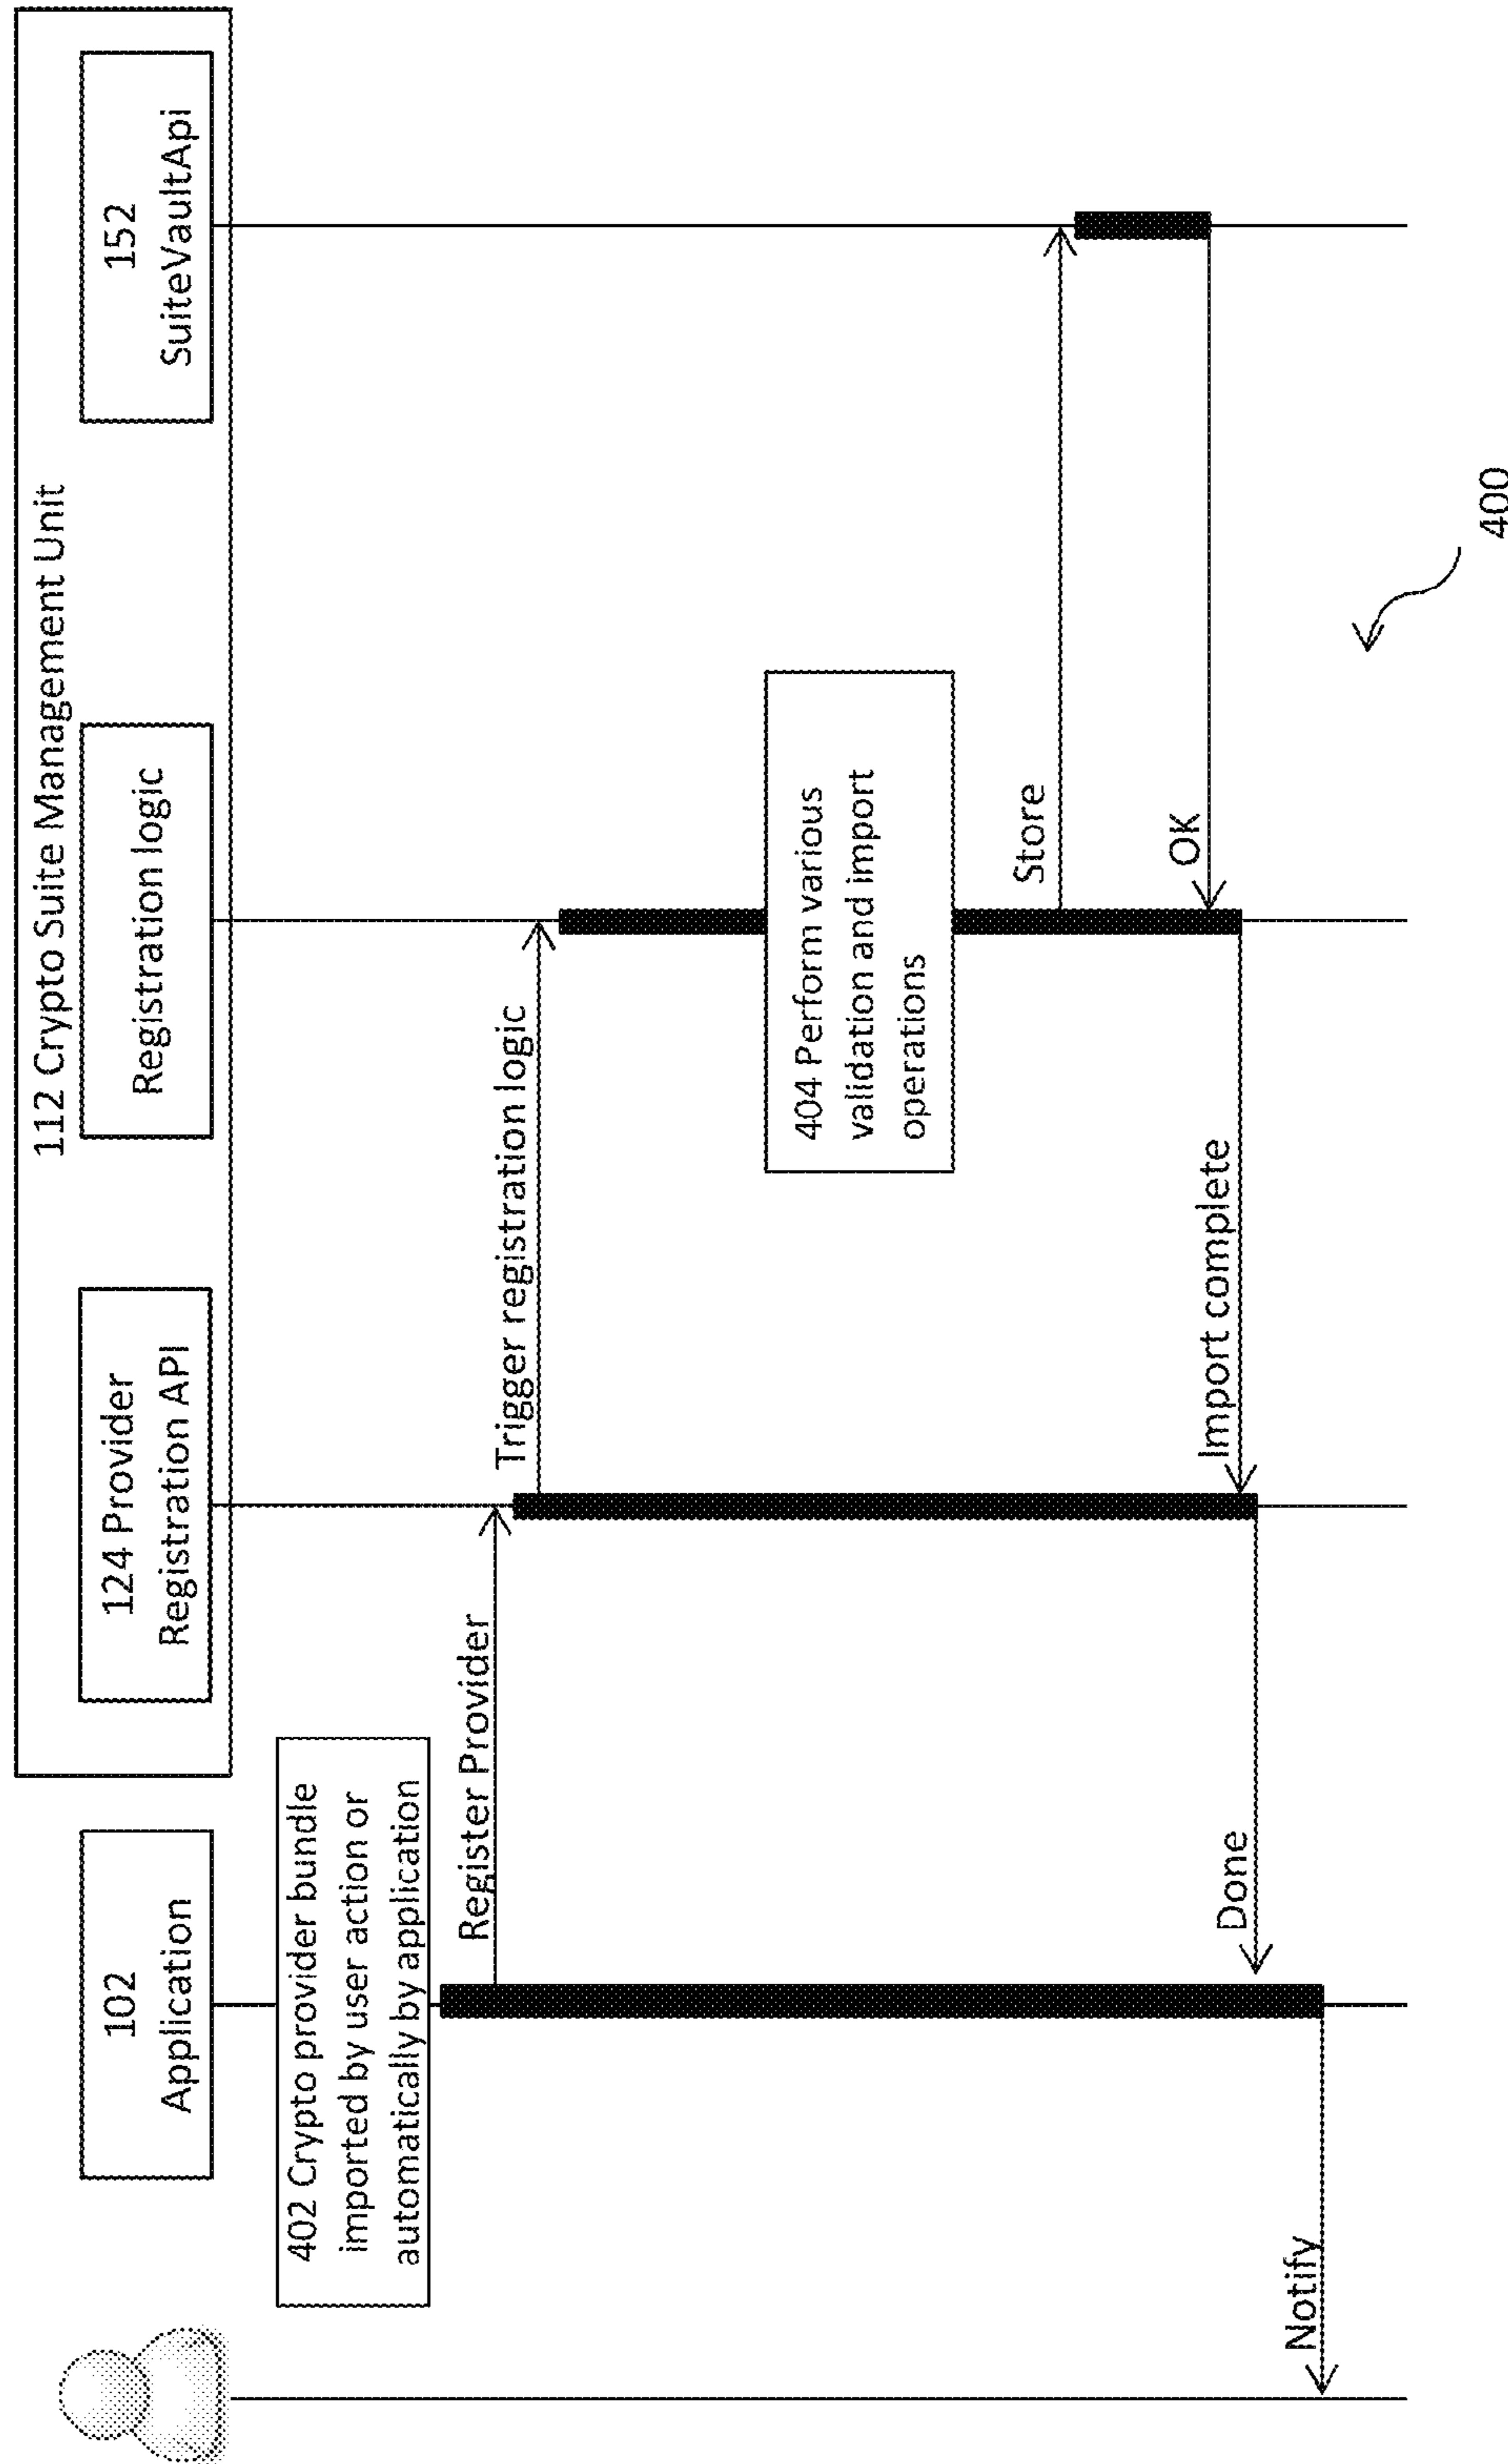 112 Crypto Suite Management Unit
102
Application
124 Provider
Registration API
Registration logic
152
SuiteVaultApi
402 Crypto provider bundle
imported by user action or
automatically by application
Register Provider
Trigger registration logic
404 Perform various
validation and import
operations
Store
OK
Import complete
Done
Notify
400